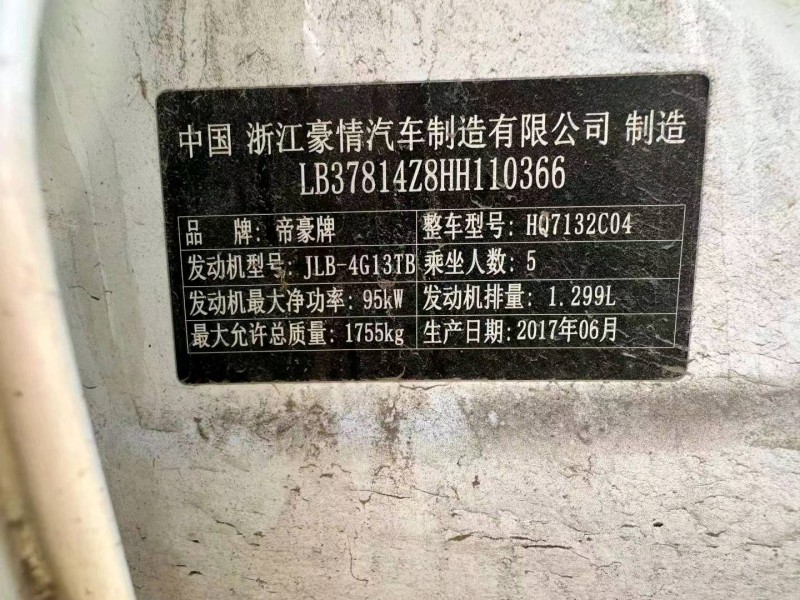 中国 浙江豪情汽车制造有限公司 制造
LB37814Z8HH110366
品 牌: 帝豪牌 整车型号: HQ7132C04
发动机型号: JLB-4G13TB 乘坐人数: 5
发动机最大净功率: 95kW 发动机排量: 1.299L
最大允许总质量: 1755kg 生产日期: 2017年06月